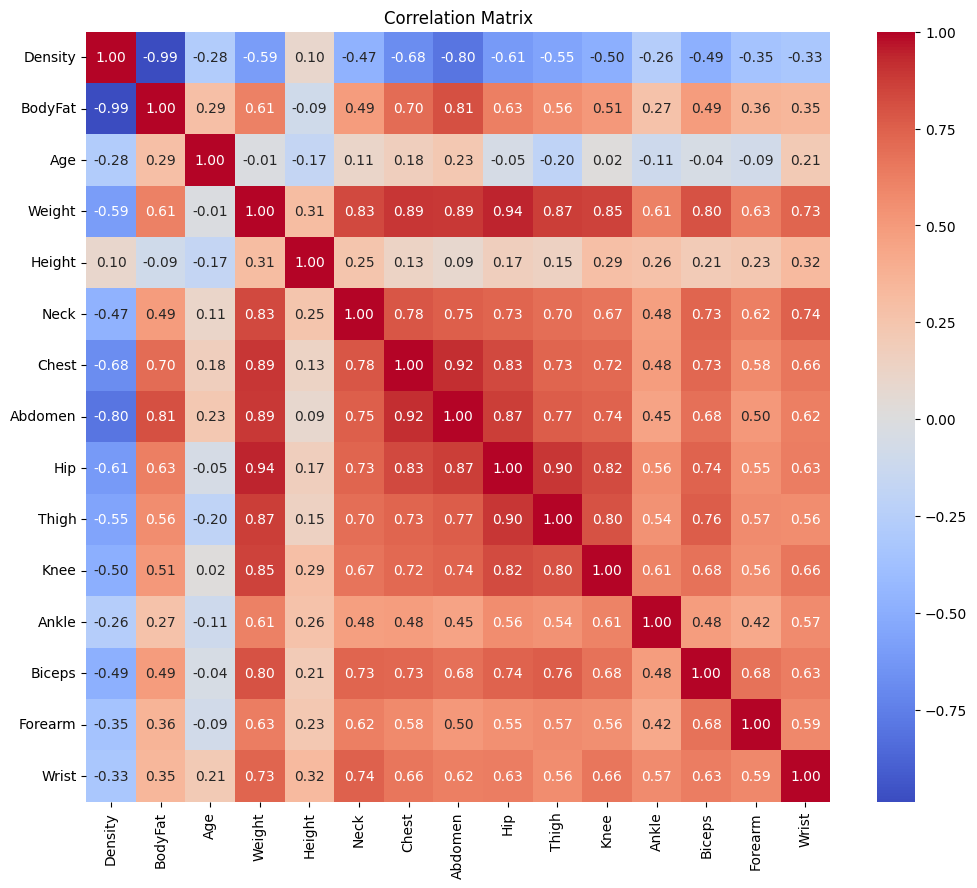 Correlation Matrix
Density 1.00 -0.99 -0.28 -0.59 0.10 -0.47 -0.68 -0.80 -0.61 -0.55 -0.50 -0.26 -0.49 -0.35 -0.33
BodyFat -0.99 1.00 0.29 0.61 -0.09 0.49 0.70 0.81 0.63 0.56 0.51 0.27 0.49 0.36 0.35
Age -0.28 0.29 1.00 -0.01 -0.17 0.11 0.18 0.23 -0.05 -0.20 0.02 -0.11 -0.04 -0.09 0.21
Weight -0.59 0.61 -0.01 1.00 0.31 0.83 0.89 0.89 0.94 0.87 0.85 0.61 0.80 0.63 0.73
Height 0.10 -0.09 -0.17 0.31 1.00 0.25 0.13 0.09 0.17 0.15 0.29 0.26 0.21 0.23 0.32
Neck -0.47 0.49 0.11 0.83 0.25 1.00 0.78 0.75 0.73 0.70 0.67 0.48 0.73 0.62 0.74
Chest -0.68 0.70 0.18 0.89 0.13 0.78 1.00 0.92 0.83 0.73 0.72 0.48 0.73 0.58 0.66
Abdomen -0.80 0.81 0.23 0.89 0.09 0.75 0.92 1.00 0.87 0.77 0.74 0.45 0.68 0.50 0.62
Hip -0.61 0.63 -0.05 0.94 0.17 0.73 0.83 0.87 1.00 0.90 0.82 0.56 0.74 0.55 0.63
Thigh -0.55 0.56 -0.20 0.87 0.15 0.70 0.73 0.77 0.90 1.00 0.80 0.54 0.76 0.57 0.56
Knee -0.50 0.51 0.02 0.85 0.29 0.67 0.72 0.74 0.82 0.80 1.00 0.61 0.68 0.56 0.66
Ankle -0.26 0.27 -0.11 0.61 0.26 0.48 0.48 0.45 0.56 0.54 0.61 1.00 0.48 0.42 0.57
Biceps -0.49 0.49 -0.04 0.80 0.21 0.73 0.73 0.68 0.74 0.76 0.68 0.48 1.00 0.68 0.63
Forearm -0.35 0.36 -0.09 0.63 0.23 0.62 0.58 0.50 0.55 0.57 0.56 0.42 0.68 1.00 0.59
Wrist -0.33 0.35 0.21 0.73 0.32 0.74 0.66 0.62 0.63 0.56 0.66 0.57 0.63 0.59 1.00
Density BodyFat Age Weight Height Neck Chest Abdomen Hip Thigh Knee Ankle Biceps Forearm Wrist
1.00
0.75
0.50
0.25
0.00
−0.25
−0.50
−0.75